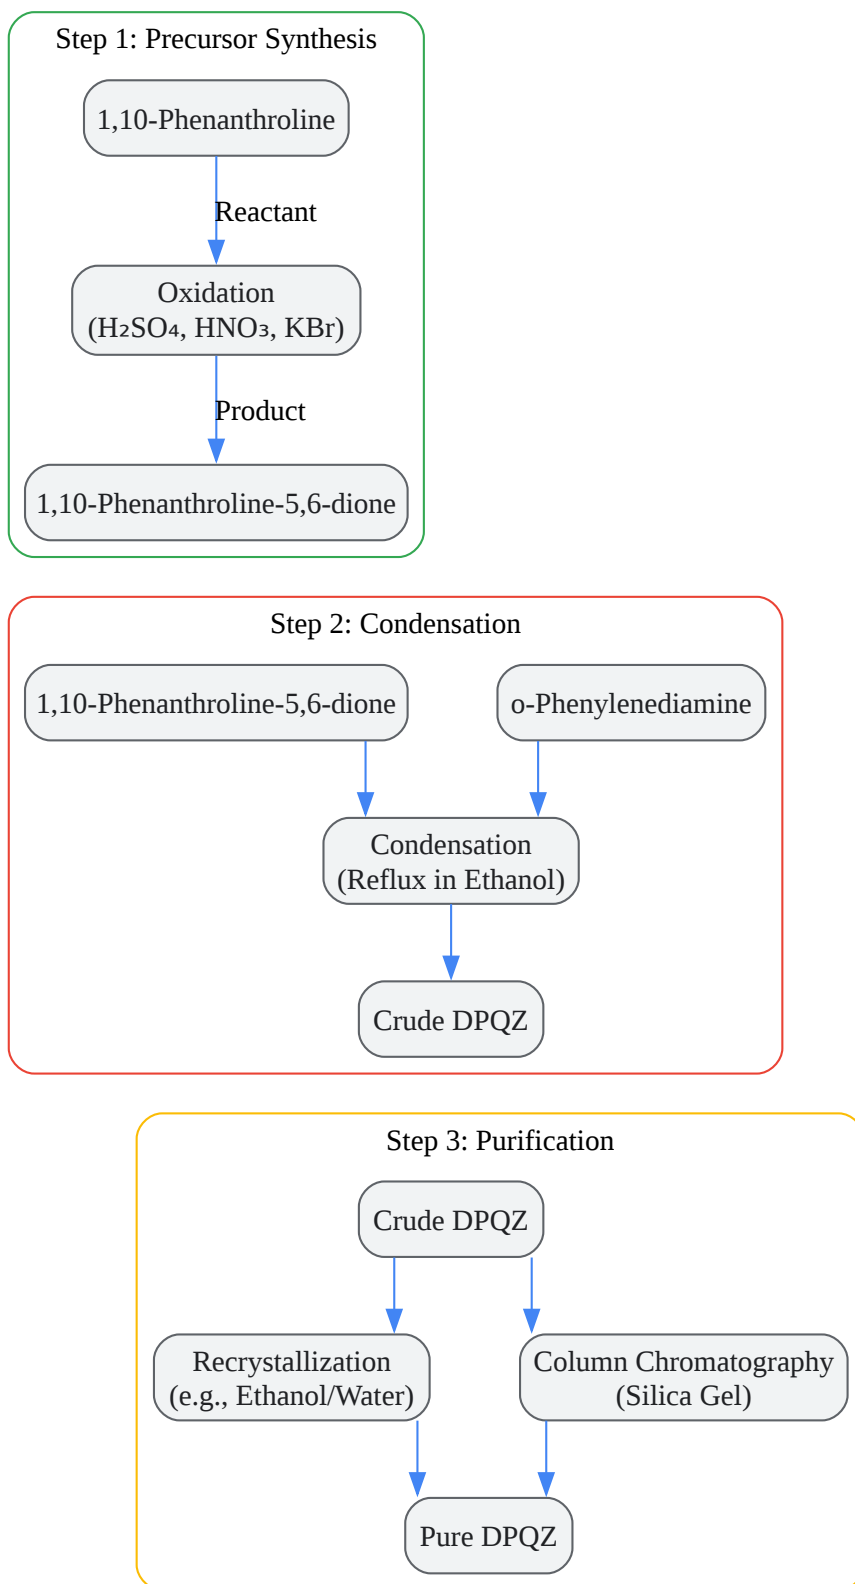 Step 1: Precursor Synthesis
1,10-Phenanthroline
Reactant
Oxidation
(H₂SO₄, HNO₃, KBr)
Product
1,10-Phenanthroline-5,6-dione
Step 2: Condensation
1,10-Phenanthroline-5,6-dione
o-Phenylenediamine
Condensation
(Reflux in Ethanol)
Crude DPQZ
Step 3: Purification
Crude DPQZ
Recrystallization
(e.g., Ethanol/Water)
Column Chromatography
(Silica Gel)
Pure DPQZ